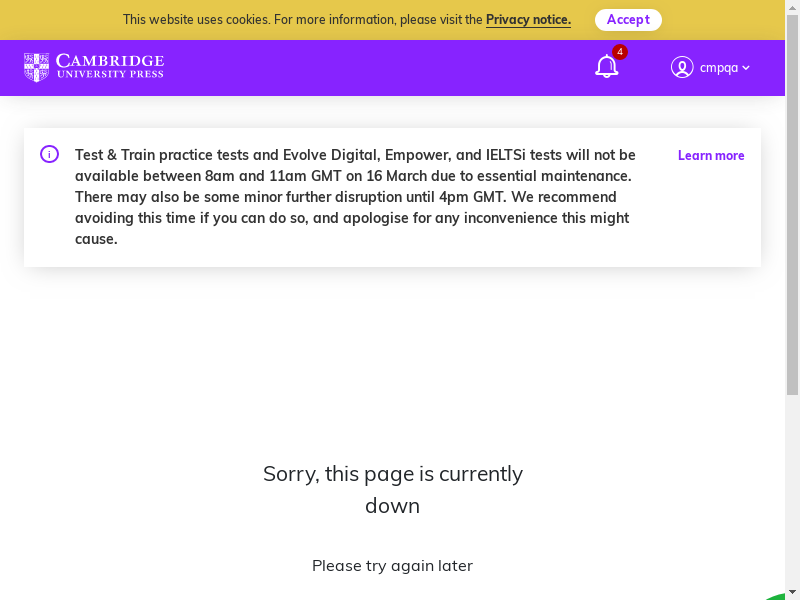 This website uses cookies. For more information, please visit the Privacy notice. Accept
CAMBRIDGE
UNIVERSITY PRESS
4
cmpqa
Test & Train practice tests and Evolve Digital, Empower, and IELTSi tests will not be
available between 8am and 11am GMT on 16 March due to essential maintenance.
There may also be some minor further disruption until 4pm GMT. We recommend
avoiding this time if you can do so, and apologise for any inconvenience this might
cause.
Learn more
Sorry, this page is currently
down
Please try again later